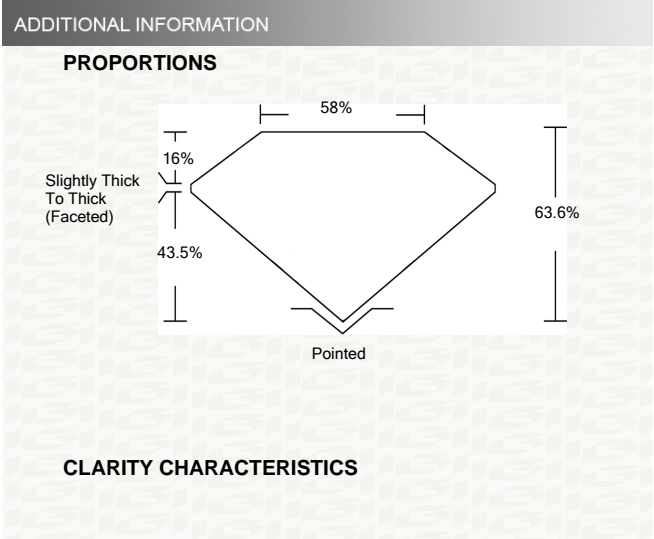 ADDITIONAL INFORMATION
PROPORTIONS
58%
16%
Slightly Thick
To Thick
(Faceted)
63.6%
43.5%
Pointed
CLARITY CHARACTERISTICS